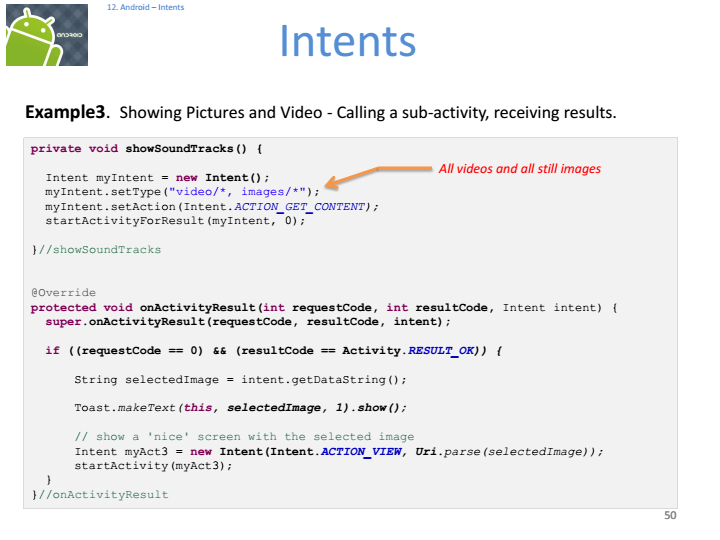 12. Android – Intents
ANDROID
Intents
Example3. Showing Pictures and Video - Calling a sub-activity, receiving results.
private void showSoundTracks() {
Intent myIntent = new Intent();
All videos and all still images
myIntent.setType("video/*, images/*");
myIntent.setAction(Intent.ACTION_GET_CONTENT);
startActivityForResult(myIntent, 0);
}//showSoundTracks
@Override
protected void onActivityResult(int requestCode, int resultCode, Intent intent) {
super.onActivityResult(requestCode, resultCode, intent);
if ((requestCode == 0) && (resultCode == Activity.RESULT_OK)) {
String selectedImage = intent.getDataString();
Toast.makeText(this, selectedImage, 1).show();
// show a 'nice' screen with the selected image
Intent myAct3 = new Intent(Intent.ACTION_VIEW, Uri.parse(selectedImage));
startActivity(myAct3);
}
}//onActivityResult
50